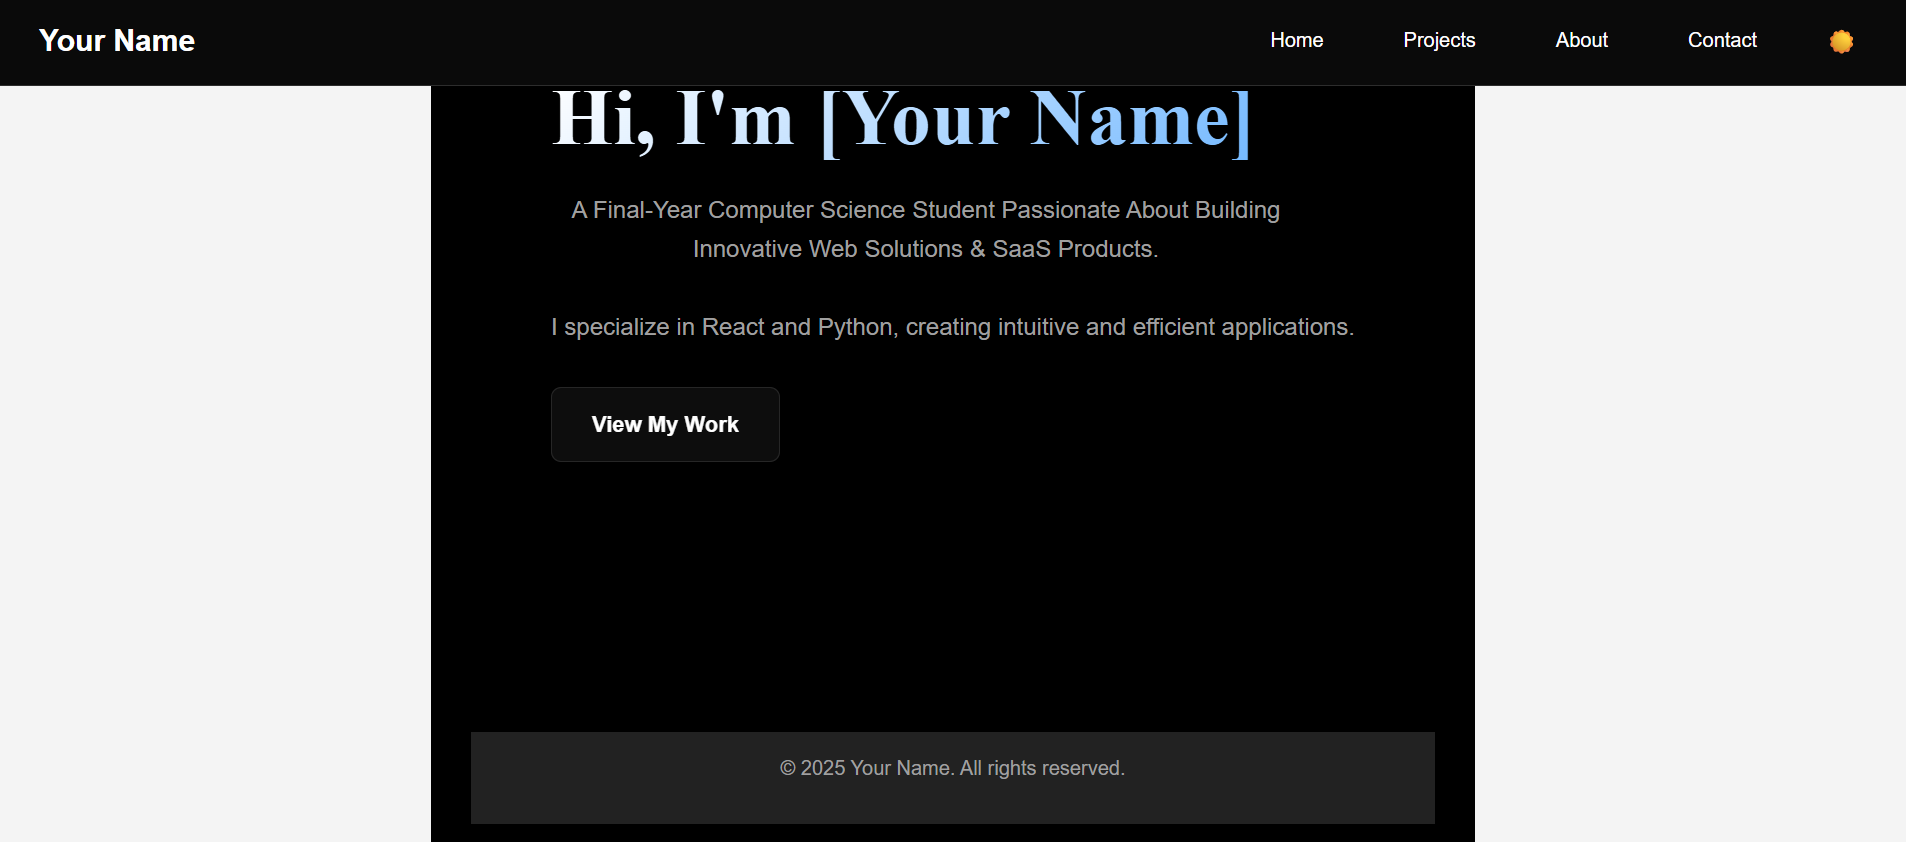 Your Name
Home
Projects
About
Contact
Hi, I'm [Your Name]
A Final-Year Computer Science Student Passionate About Building
Innovative Web Solutions & SaaS Products.
I specialize in React and Python, creating intuitive and efficient applications.
View My Work
© 2025 Your Name. All rights reserved.